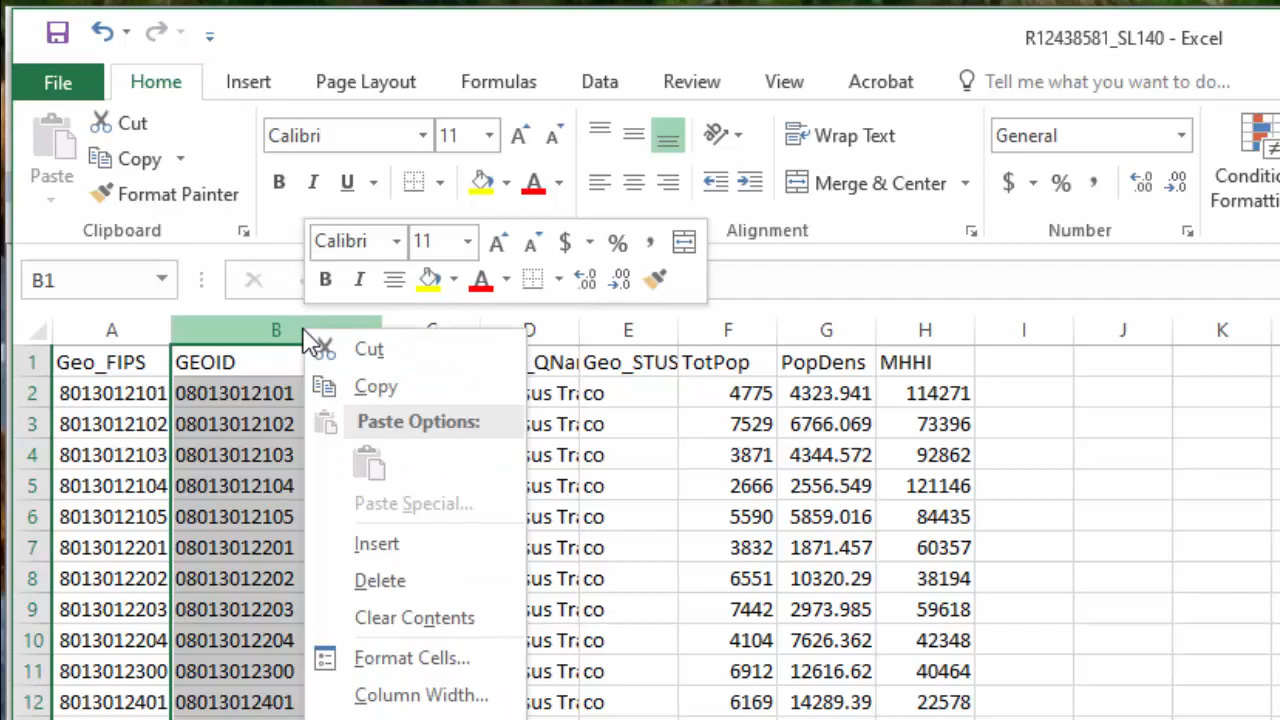 R12438581_SL140 - Excel
File Home Insert Page Layout Formulas Data Review View Acrobat Tell me what you want to do...
Cut
Copy
Paste
Format Painter
Calibri 11
B I U
Wrap Text
Merge & Center
General
$ % ,
Conditi
Formatti
Clipboard Alignment Number
Calibri 11 $ % ,
B I A
B1
A B D E F G H I J K
1 Geo_FIPS GEOID _QNa Geo_STUS TotPop PopDens MHHI
2 8013012101 08013012101 sus Tra co 4775 4323.941 114271
3 8013012102 08013012102 sus Tra co 7529 6766.069 73396
4 8013012103 08013012103 sus Tra co 3871 4344.572 92862
5 8013012104 08013012104 sus Tra co 2666 2556.549 121146
6 8013012105 08013012105 sus Tra co 5590 5859.016 84435
7 8013012201 08013012201 sus Tra co 3832 1871.457 60357
8 8013012202 08013012202 sus Tra co 6551 10320.29 38194
9 8013012203 08013012203 sus Tra co 7442 2973.985 59618
10 8013012204 08013012204 sus Tra co 4104 7626.362 42348
11 8013012300 08013012300 sus Tra co 6912 12616.62 40464
12 8013012401 08013012401 sus Tra co 6169 14289.39 22578
Cut
Copy
Paste Options:
Paste Special...
Insert
Delete
Clear Contents
Format Cells...
Column Width...